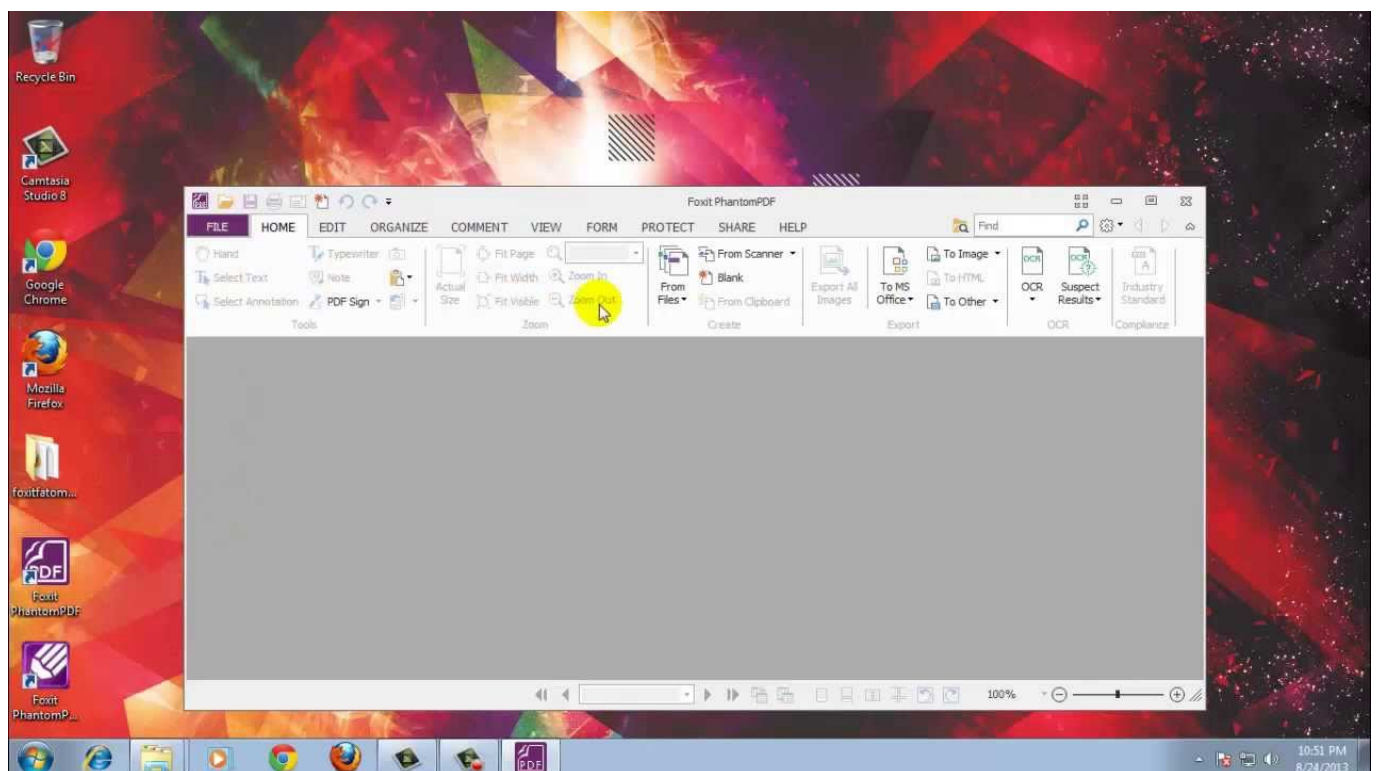 Recycle Bin
Camtasia
Studio 8
Google
Chrome
Mozilla
Firefox
foxitfatom...
PDF
Foxit
PhantomPDF
Foxit
PhantomP...
Foxit PhantomPDF
FILE HOME EDIT ORGANIZE COMMENT VIEW FORM PROTECT SHARE HELP Find
Hand Typewriter Fit Page From Scanner To Image
Select Text Note Fit Width Zoom In Blank To HTML
Select Annotation PDF Sign Actual Size Fit Visible Zoom Out From Files From Clipboard Export All Images To MS Office To Other OCR OCR OCR Suspect Results Industry Standard
Tools Zoom Create Export OCR Compliance
100%
PDF
10:51 PM
8/24/2013